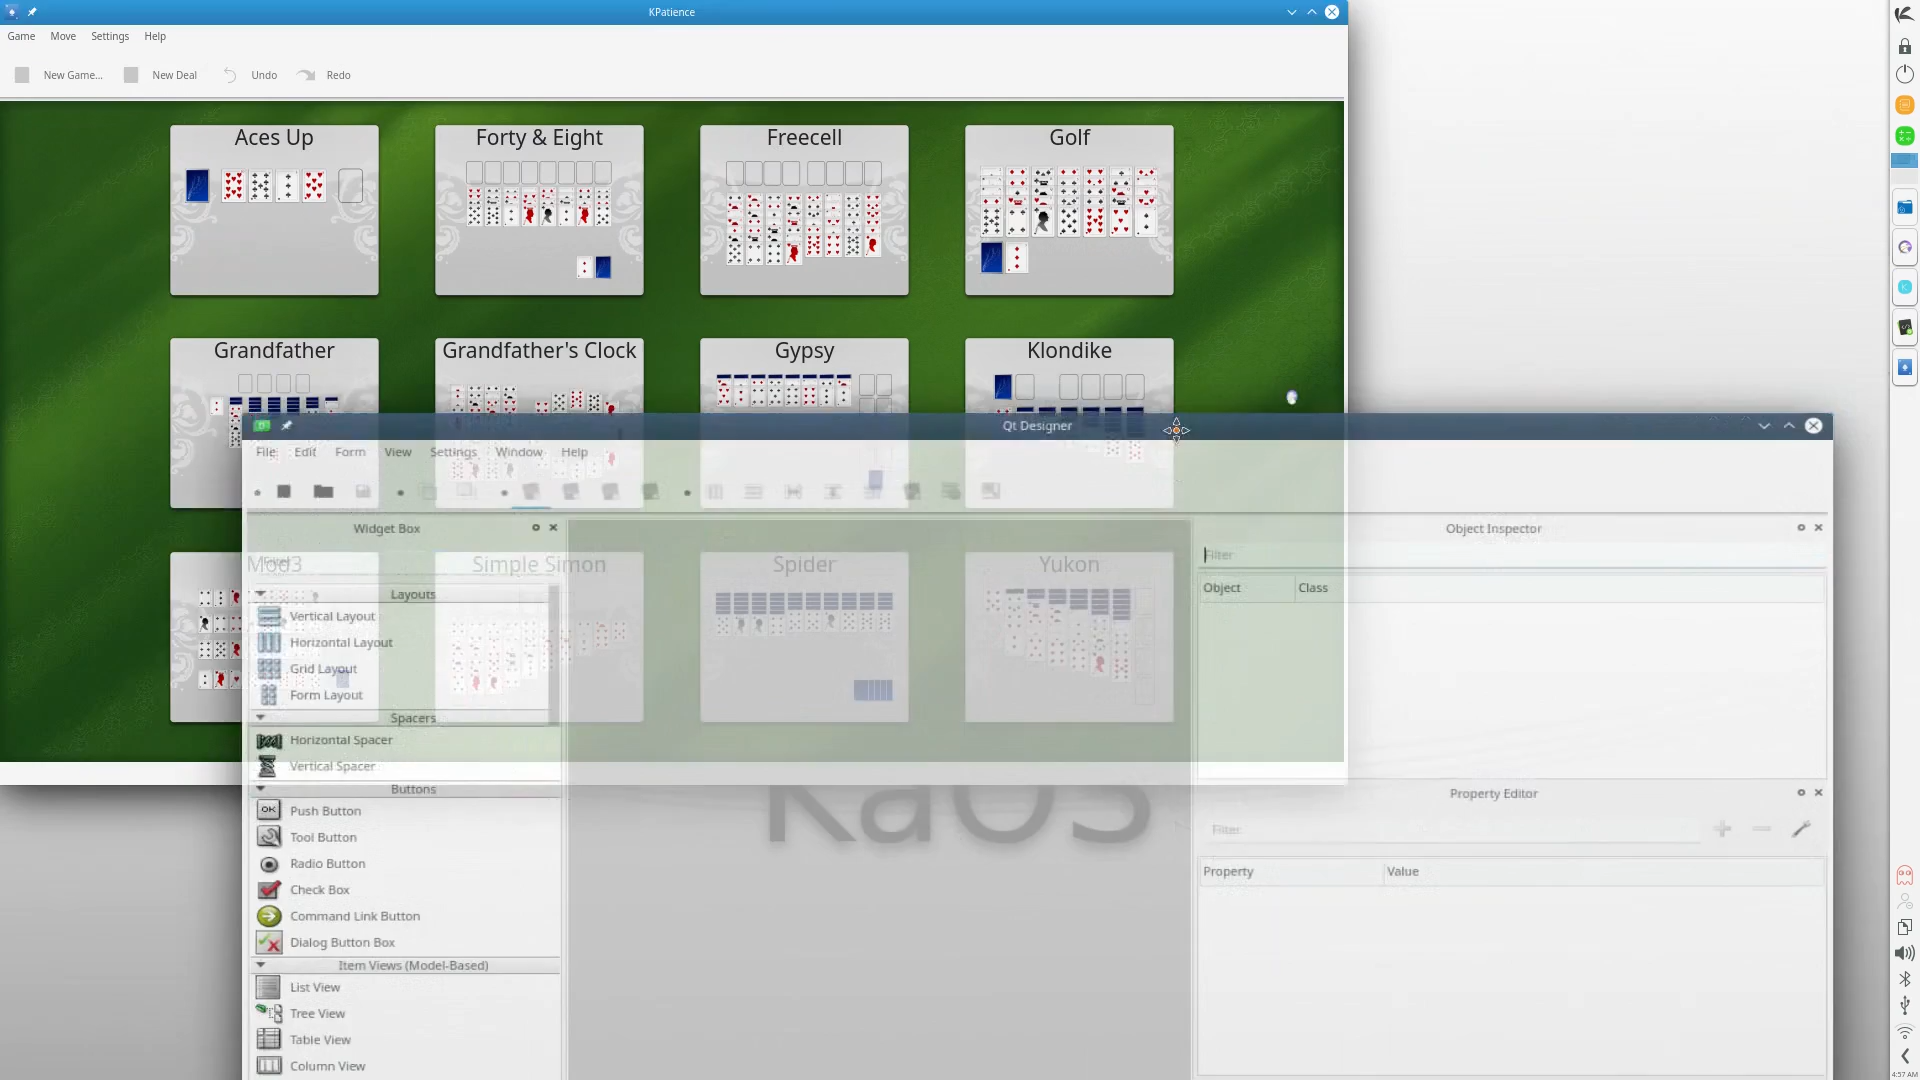 KPatience
Game Move Settings Help
New Game... New Deal Undo Redo
Aces Up Forty & Eight Freecell Golf
Grandfather Grandfather's Clock Gypsy Klondike
Qt Designer
File Edit Form View Settings Window Help
Widget Box Object Inspector
Filter
Mod3 Simple Simon Spider Yukon
Object Class
Layouts
Vertical Layout
Horizontal Layout
Grid Layout
Form Layout
Spacers
Horizontal Spacer
Vertical Spacer
Buttons
Property Editor
Push Button
KaOS
Filter
Tool Button
Radio Button
Property Value
Check Box
Command Link Button
Dialog Button Box
Item Views (Model-Based)
List View
Tree View
Table View
Column View
4:57 AM